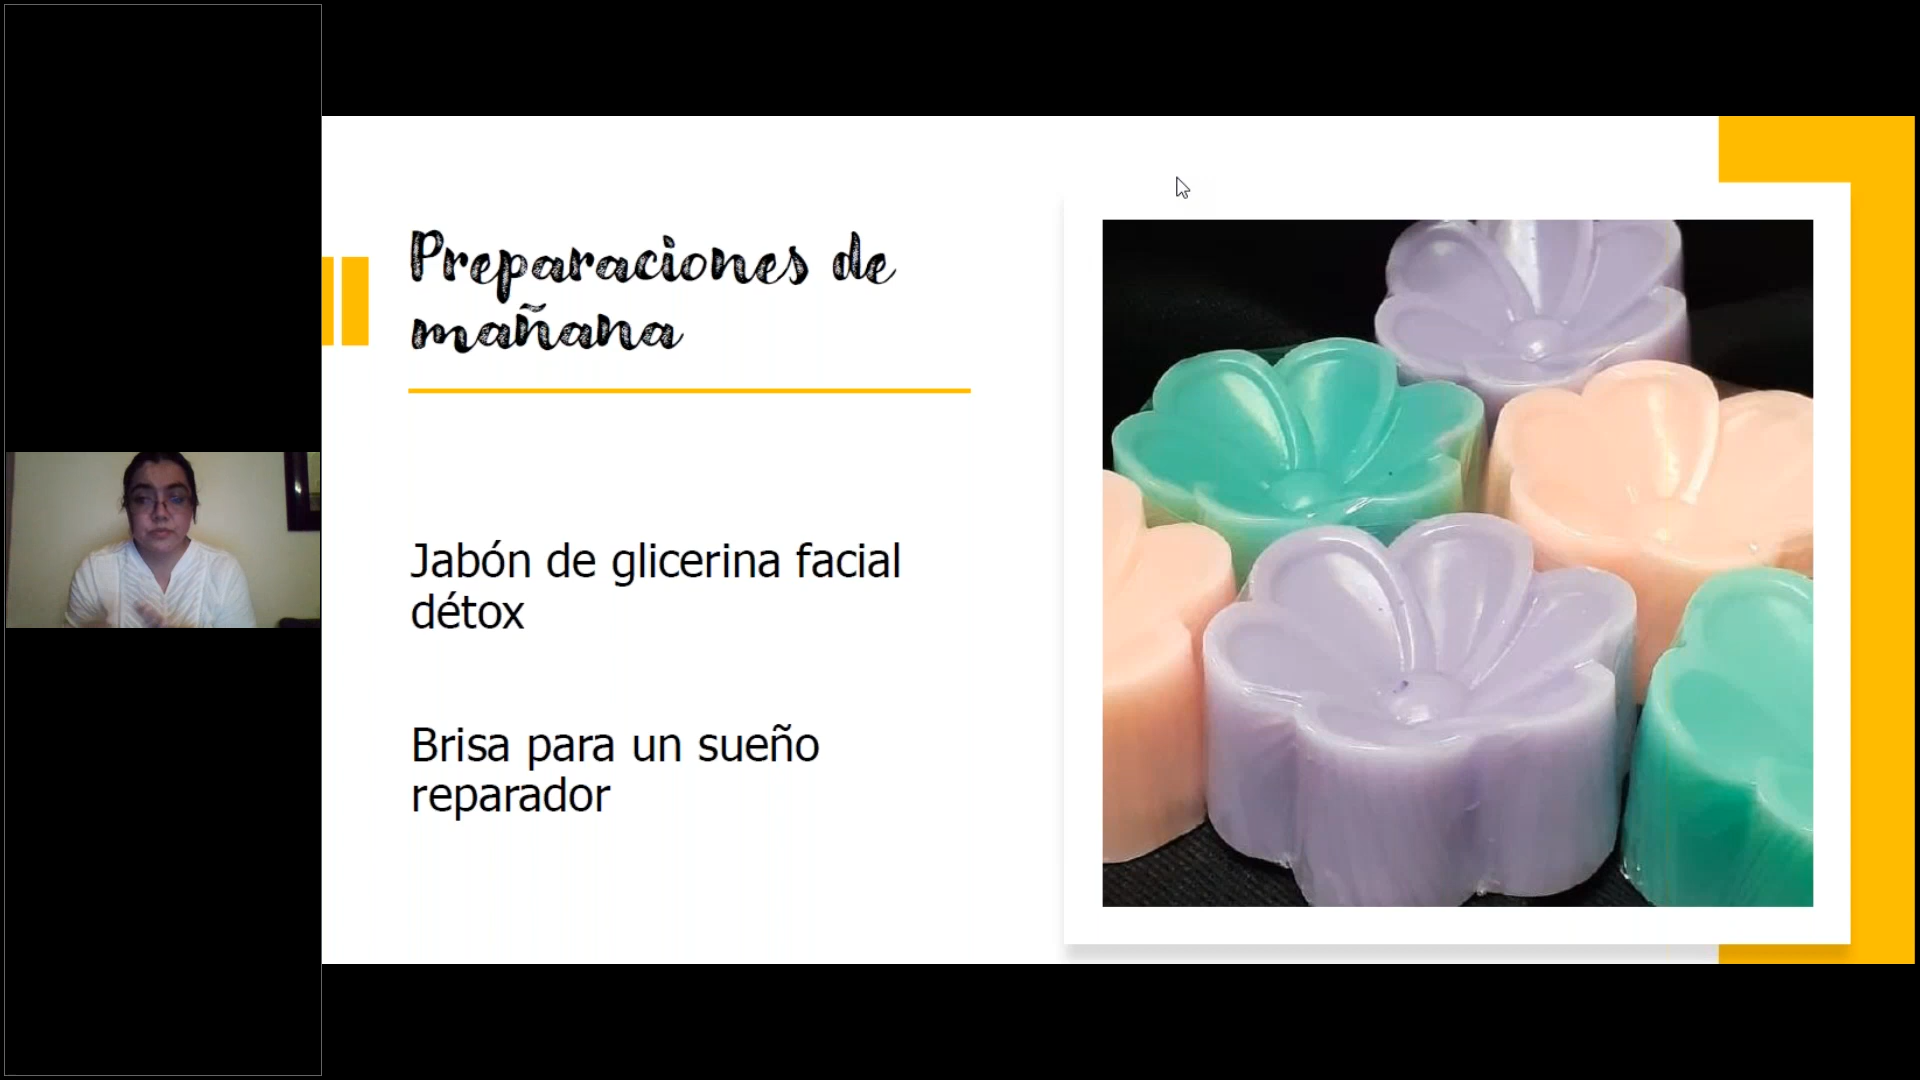 Preparaciones de
mañana
Jabón de glicerina facial
détox
Brisa para un sueño
reparador